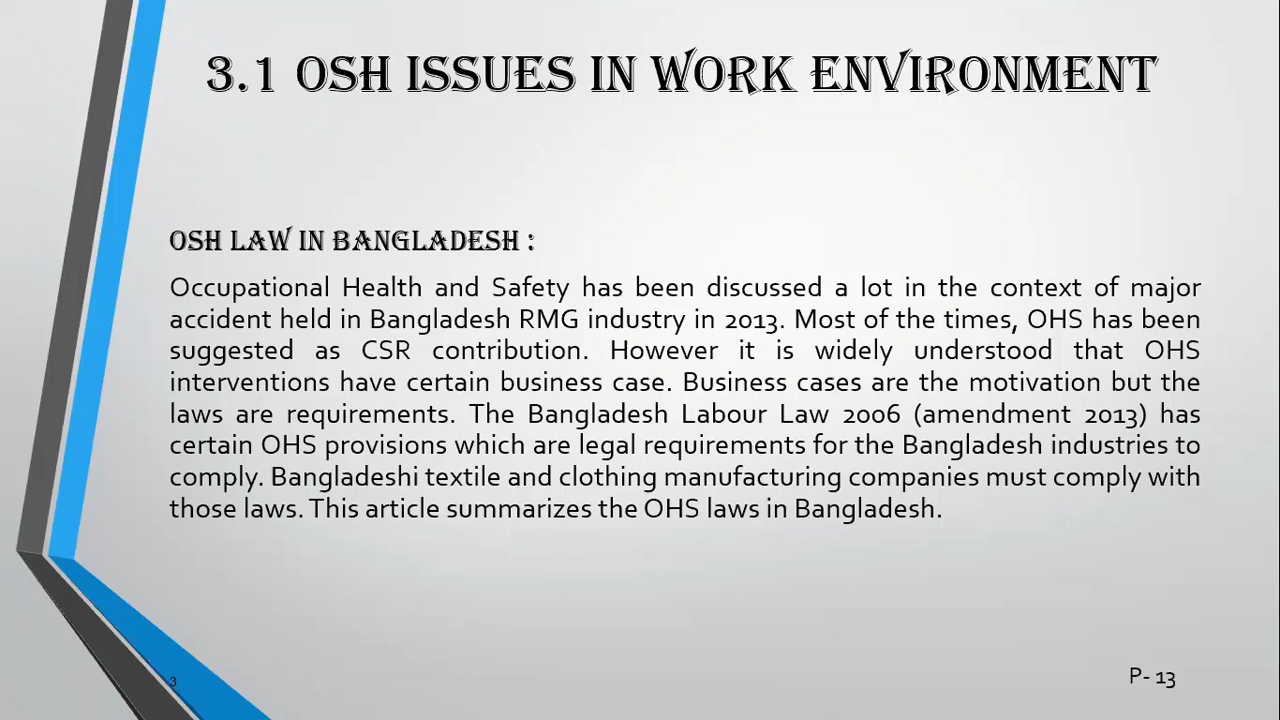 3.1 OSH ISSUES IN WORK ENVIRONMENT
OSH LAW IN BANGLADESH :
Occupational Health and Safety has been discussed a lot in the context of major
accident held in Bangladesh RMG industry in 2013. Most of the times, OHS has been
suggested as CSR contribution. However it is widely understood that OHS
interventions have certain business case. Business cases are the motivation but the
laws are requirements. The Bangladesh Labour Law 2006 (amendment 2013) has
certain OHS provisions which are legal requirements for the Bangladesh industries to
comply. Bangladeshi textile and clothing manufacturing companies must comply with
those laws. This article summarizes the OHS laws in Bangladesh.
3
P- 13